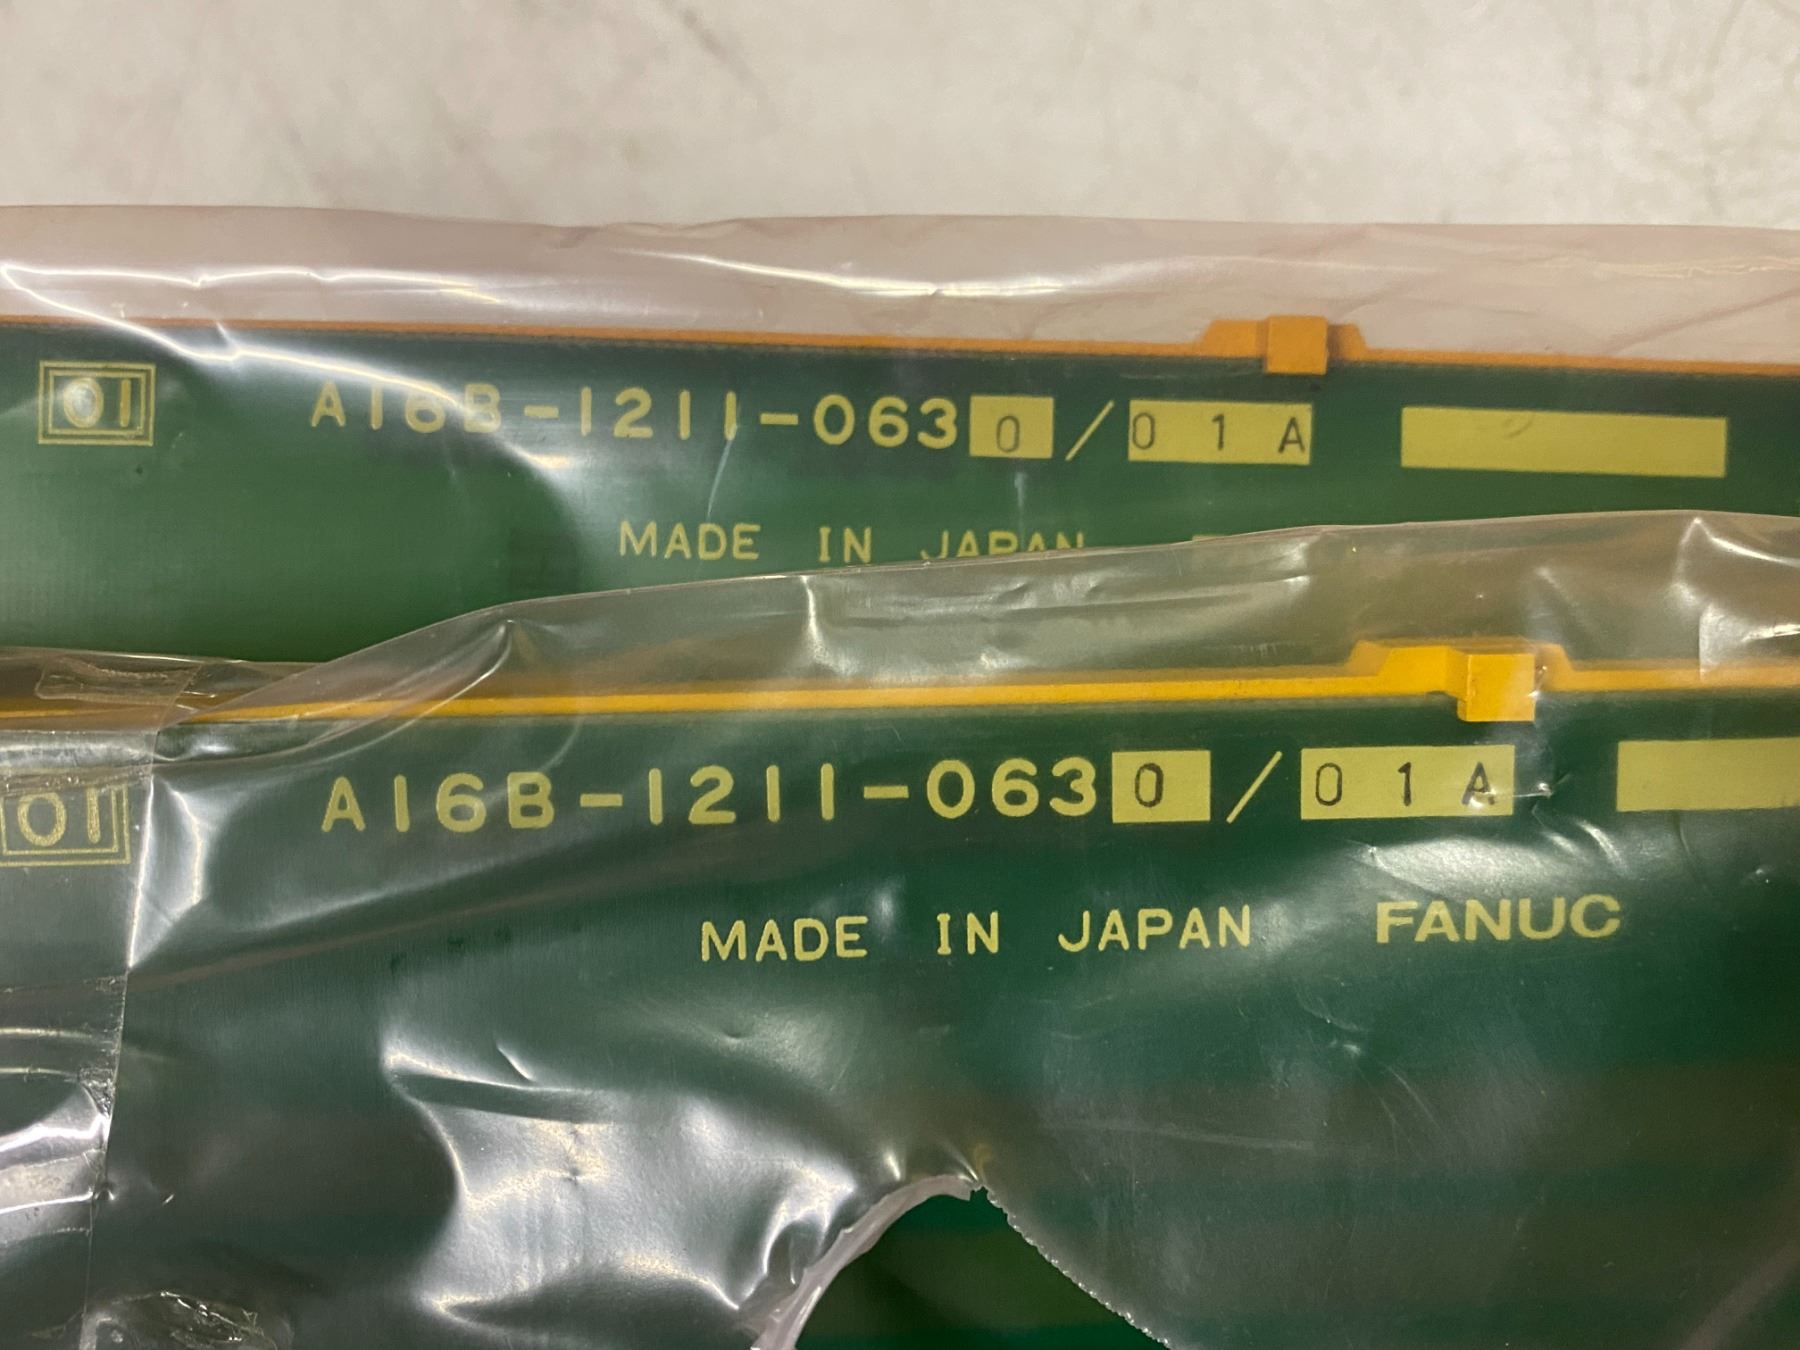 01 A16B-1211-0630/01A
MADE IN JAPAN
01 A16B-1211-0630/01A
MADE IN JAPAN FANUC